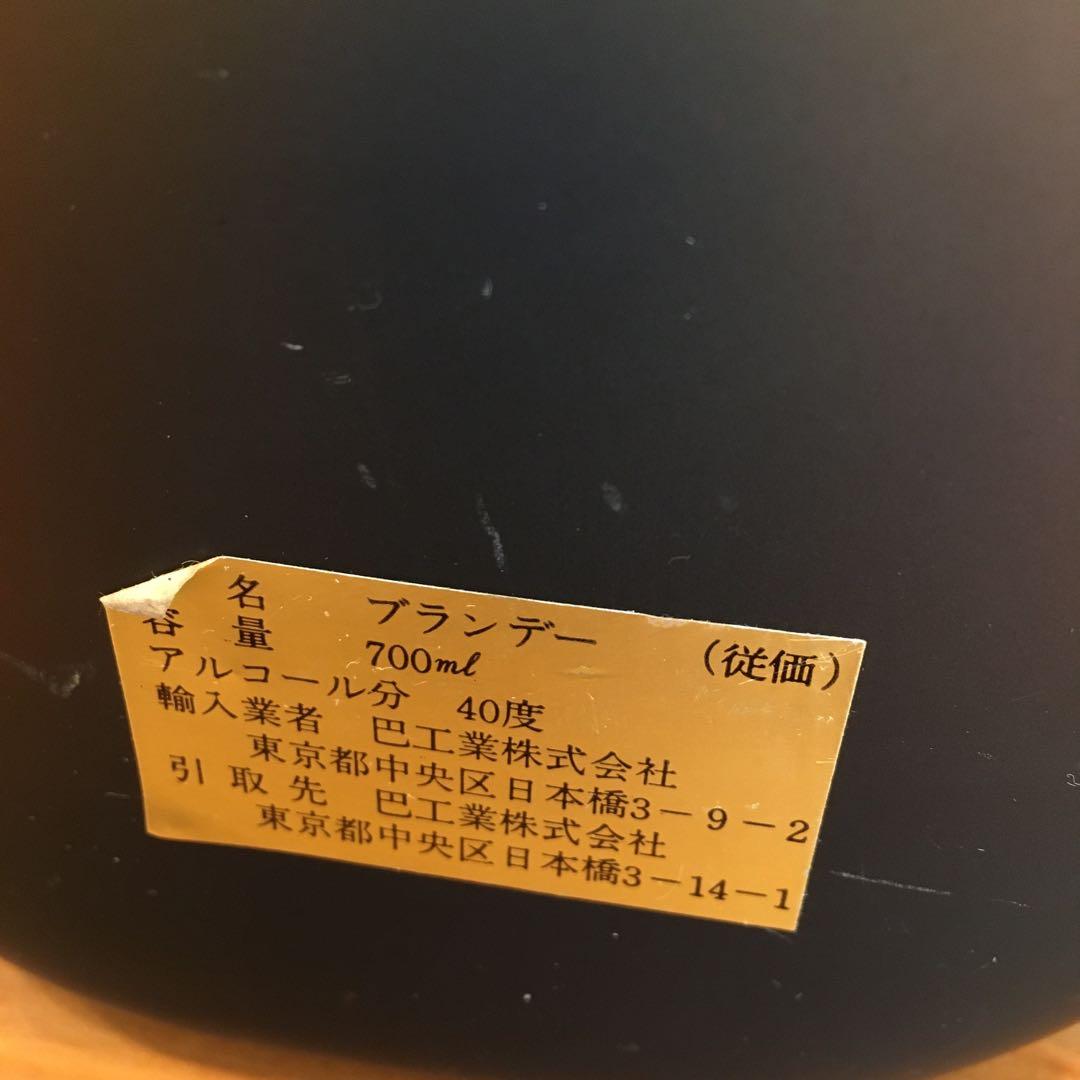 名 ブランデー (従価)
容量 700ml
アルコール分 40度
輸入業者 巴工業株式会社
東京都中央区日本橋3-9-2
引取先 巴工業株式会社
東京都中央区日本橋3-14-1